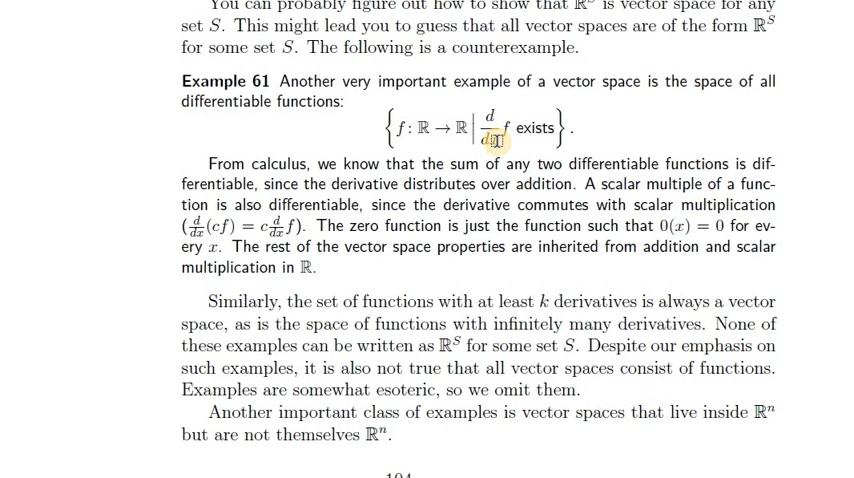 You can probably figure out how to show that ℝ^S is vector space for any
set S. This might lead you to guess that all vector spaces are of the form ℝ^S
for some set S. The following is a counterexample.
Example 61 Another very important example of a vector space is the space of all
differentiable functions:
{ f: ℝ → ℝ | d/dx f exists } .
From calculus, we know that the sum of any two differentiable functions is dif-
ferentiable, since the derivative distributes over addition. A scalar multiple of a func-
tion is also differentiable, since the derivative commutes with scalar multiplication
(d/dx(cf) = c d/dx f). The zero function is just the function such that 0(x) = 0 for ev-
ery x. The rest of the vector space properties are inherited from addition and scalar
multiplication in ℝ.
Similarly, the set of functions with at least k derivatives is always a vector
space, as is the space of functions with infinitely many derivatives. None of
these examples can be written as ℝ^S for some set S. Despite our emphasis on
such examples, it is also not true that all vector spaces consist of functions.
Examples are somewhat esoteric, so we omit them.
Another important class of examples is vector spaces that live inside ℝ^n
but are not themselves ℝ^n.
104